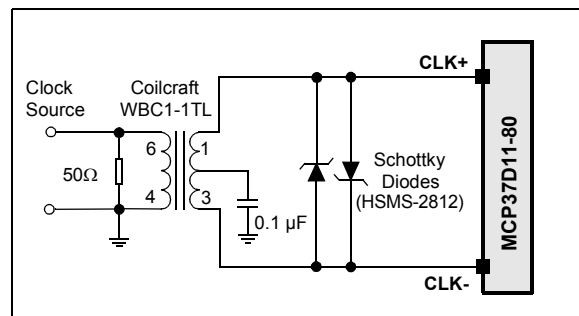 CLK+
Clock
Source
Coilcraft
WBC1-1TL
6
1
50Ω
4
3
0.1 µF
Schottky
Diodes
(HSMS-2812)
CLK-
MCP37D11-80